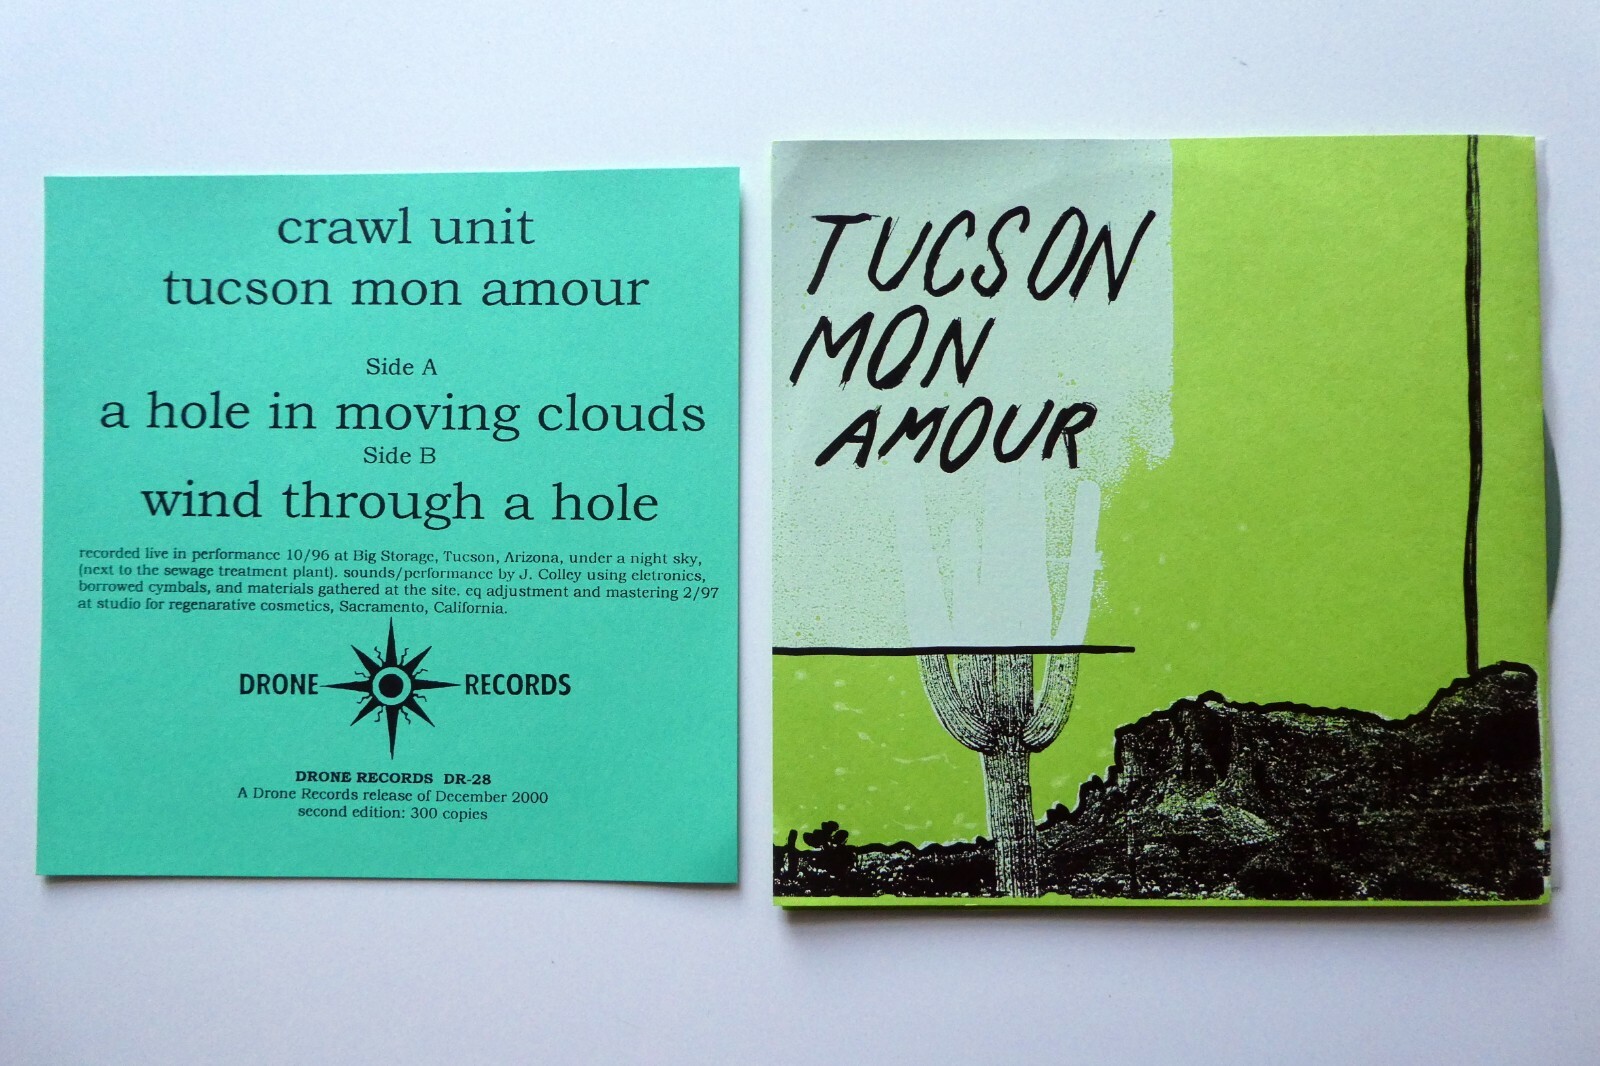 crawl unit
tucson mon amour
Side A
a hole in moving clouds
Side B
wind through a hole
recorded live in performance 10/96 at Big Storage, Tucson, Arizona, under a night sky,
(next to the sewage treatment plant). sounds/performance by J. Colley using eletronics,
borrowed cymbals, and materials gathered at the site. eq adjustment and mastering 2/97
at studio for regenarative cosmetics, Sacramento, California.
DRONE RECORDS
DRONE RECORDS DR-28
A Drone Records release of December 2000
second edition: 300 copies
TUCSON
MON
AMOUR